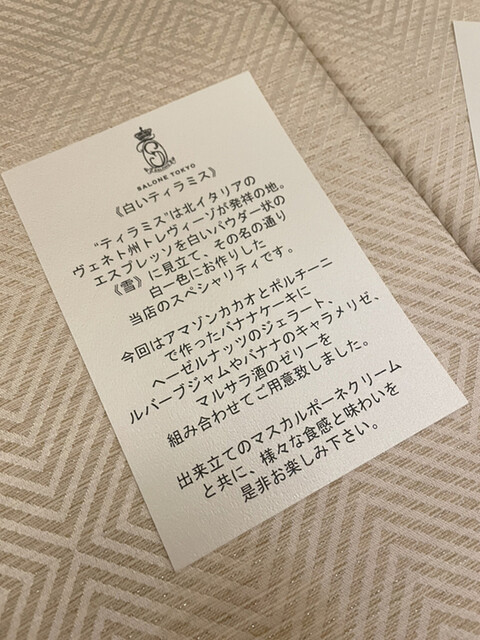 SALONE TOKYO
《白いティラミス》
“ティラミス”は北イタリアの
ヴェネト州トレヴィーゾが発祥の地。
エスプレッソを白いパウダー状の
《雪》に見立て、その名の通り
白一色にお作りした
当店のスペシャリティです。
今回はアマゾンカカオとポルチーニ
で作ったバナナケーキに
ヘーゼルナッツのジェラート、
ルバーブジャムやバナナのキャラメリゼ、
マルサラ酒のゼリーを
組み合わせてご用意致しました。
出来立てのマスカルポーネクリーム
と共に、様々な食感と味わいを
是非お楽しみ下さい。